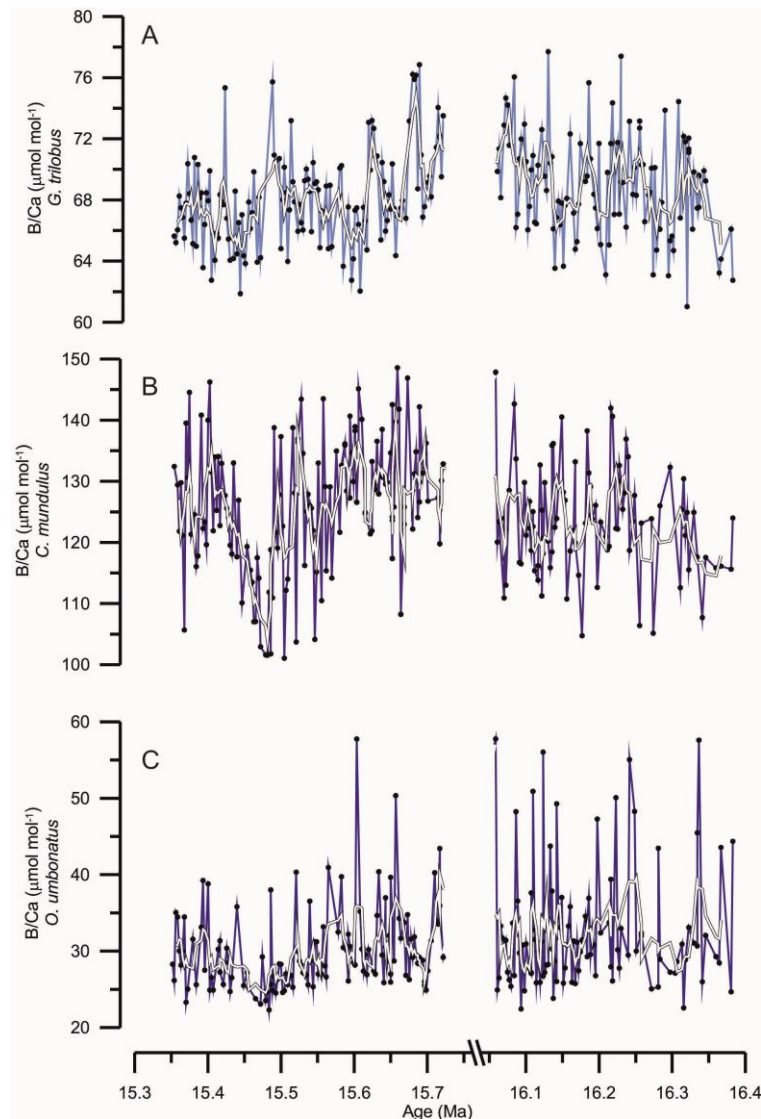 A
B/Ca (µmol mol⁻¹)
G. trilobus
80
76
72
68
64
60
B
B/Ca (µmol mol⁻¹)
C. mundulus
150
140
130
120
110
100
C
B/Ca (µmol mol⁻¹)
O. umbonatus
60
50
40
30
20
15.3 15.4 15.5 15.6 15.7 16.1 16.2 16.3 16.4
Age (Ma)